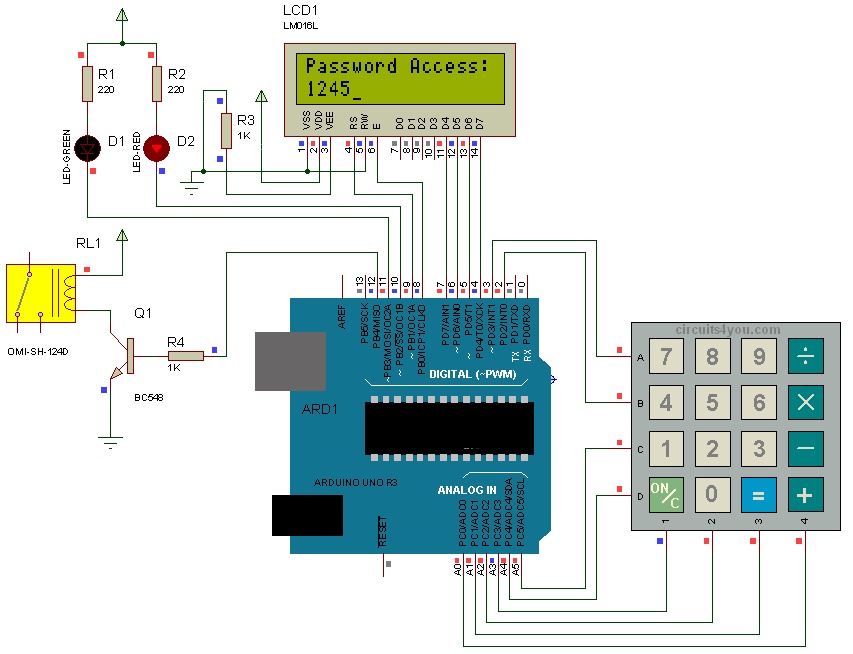 LCD1
LM016L
Password Access:
1245_
VSS
VDD
VEE
RS
RW
E
D0
D1
D2
D3
D4
D5
D6
D7
1
2
3
4
5
6
7
8
9
10
11
12
13
14
R1
220
R2
220
R3
1K
D1
LED-GREEN
D2
LED-RED
RL1
OMI-SH-124D
Q1
BC548
R4
1K
13
12
11
10
9
8
7
6
5
4
3
2
1
0
AREF
PB5/SCK
PB4/MISO
~ PB3/MOSI/OC2A
~ PB2/SS/OC1B
~ PB1/OC1A
PB0/ICP1/CLKO
PD7/AIN1
~ PD6/AIN0
~ PD5/T1
PD4/T0/XCK
~ PD3/INT1
PD2/INT0
TX PD1/TXD
RX PD0/RXD
DIGITAL (~PWM)
ARD1
ARDUINO UNO R3
ANALOG IN
RESET
PC0/ADC0
PC1/ADC1
PC2/ADC2
PC3/ADC3
PC4/ADC4/SDA
PC5/ADC5/SCL
A0
A1
A2
A3
A4
A5
circuits4you.com
A 7 8 9 ÷
B 4 5 6 ×
C 1 2 3 −
D ON/C 0 = +
1 2 3 4